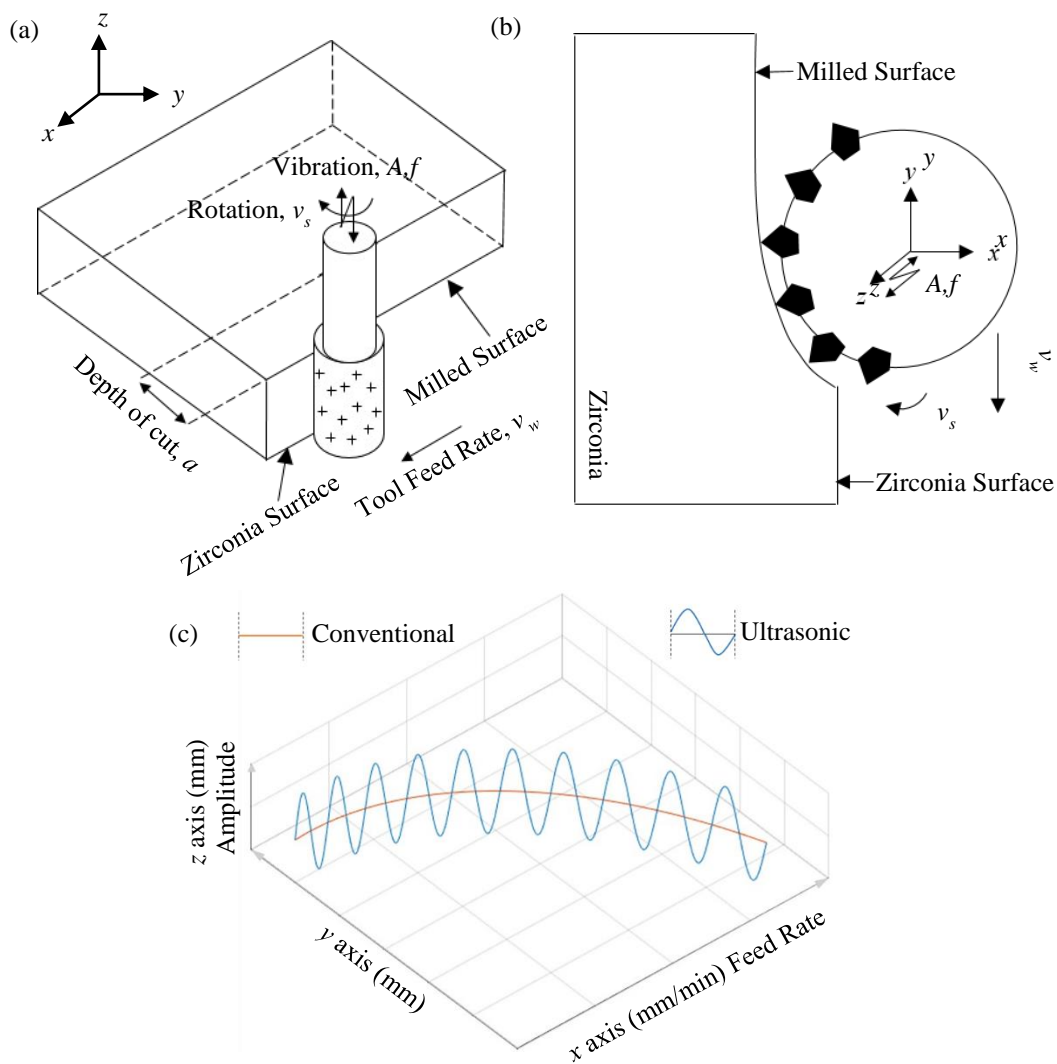 (a)
z
y
x
Vibration, A,f
Rotation, v_s
Depth of cut, a
Milled Surface
Zirconia Surface
Tool Feed Rate, v_w
(b)
Milled Surface
y
y
x
x
z
z
A,f
v_w
v_s
Zirconia
Zirconia Surface
(c)
Conventional
Ultrasonic
z axis (mm)
Amplitude
y axis (mm)
x axis (mm/min) Feed Rate